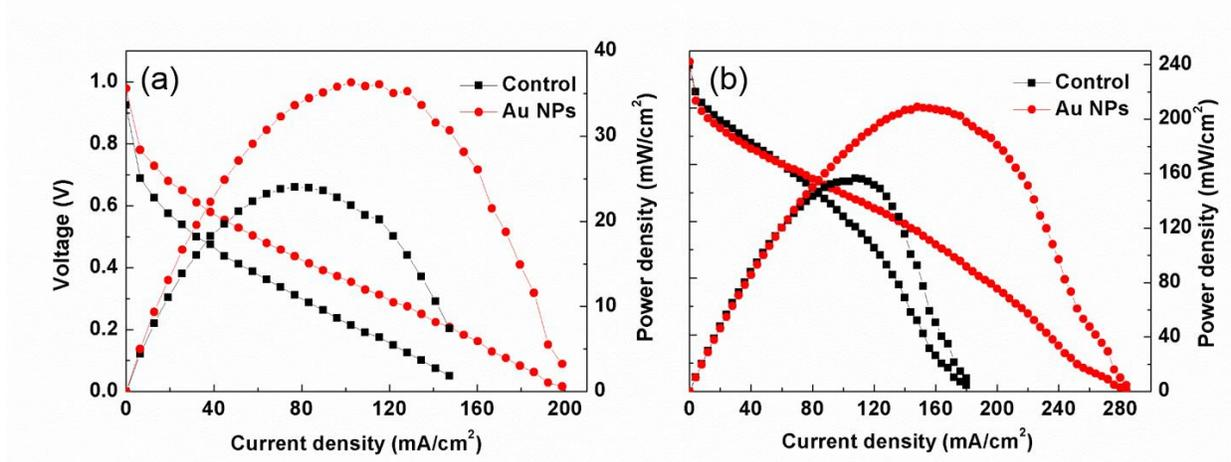 (a)
Control
Au NPs
Voltage (V)
1.0
0.8
0.6
0.4
0.2
0.0
0 40 80 120 160 200
Current density (mA/cm²)
40
30
20
10
0
Power density (mW/cm²)
(b)
Control
Au NPs
0 40 80 120 160 200 240 280
Current density (mA/cm²)
240
200
160
120
80
40
0
Power density (mW/cm²)